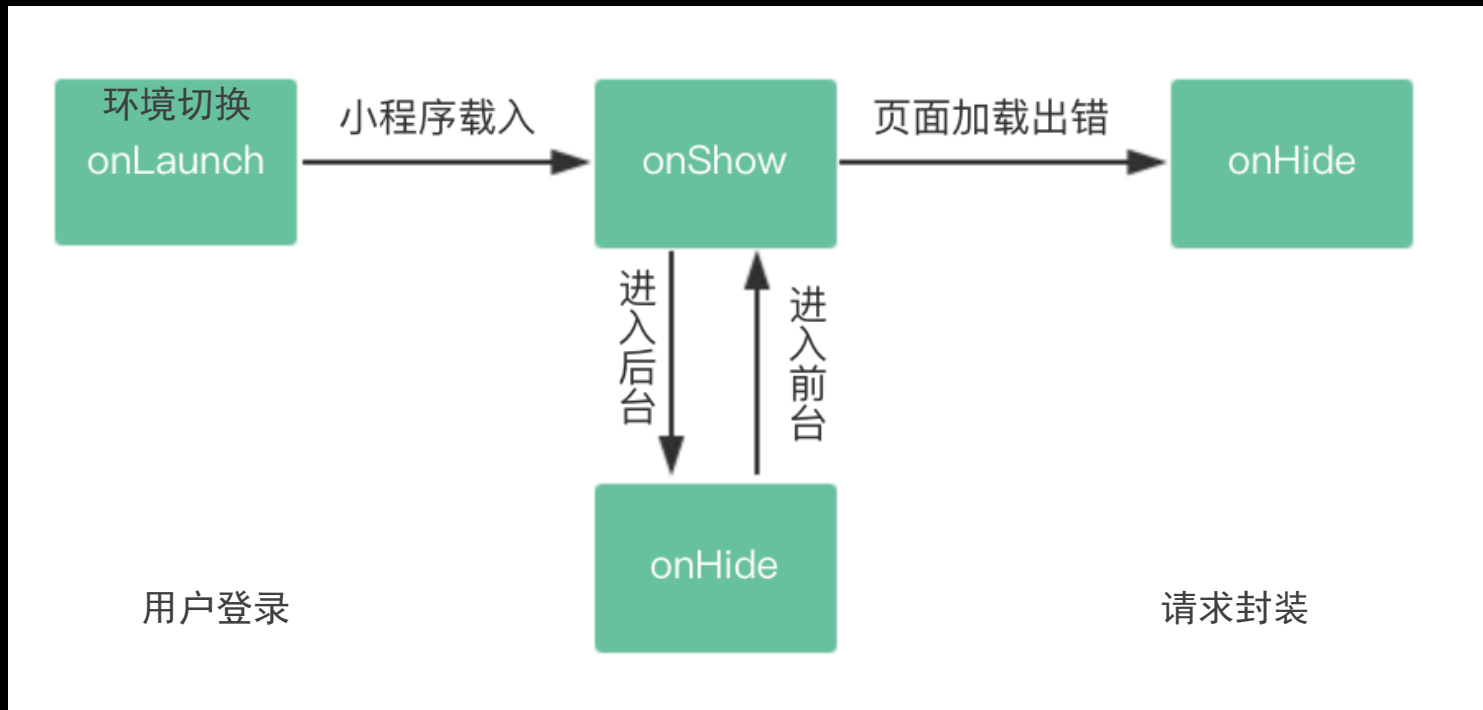 环境切换
onLaunch
小程序载入
onShow
页面加载出错
onHide
进入后台
进入前台
onHide
用户登录
请求封装